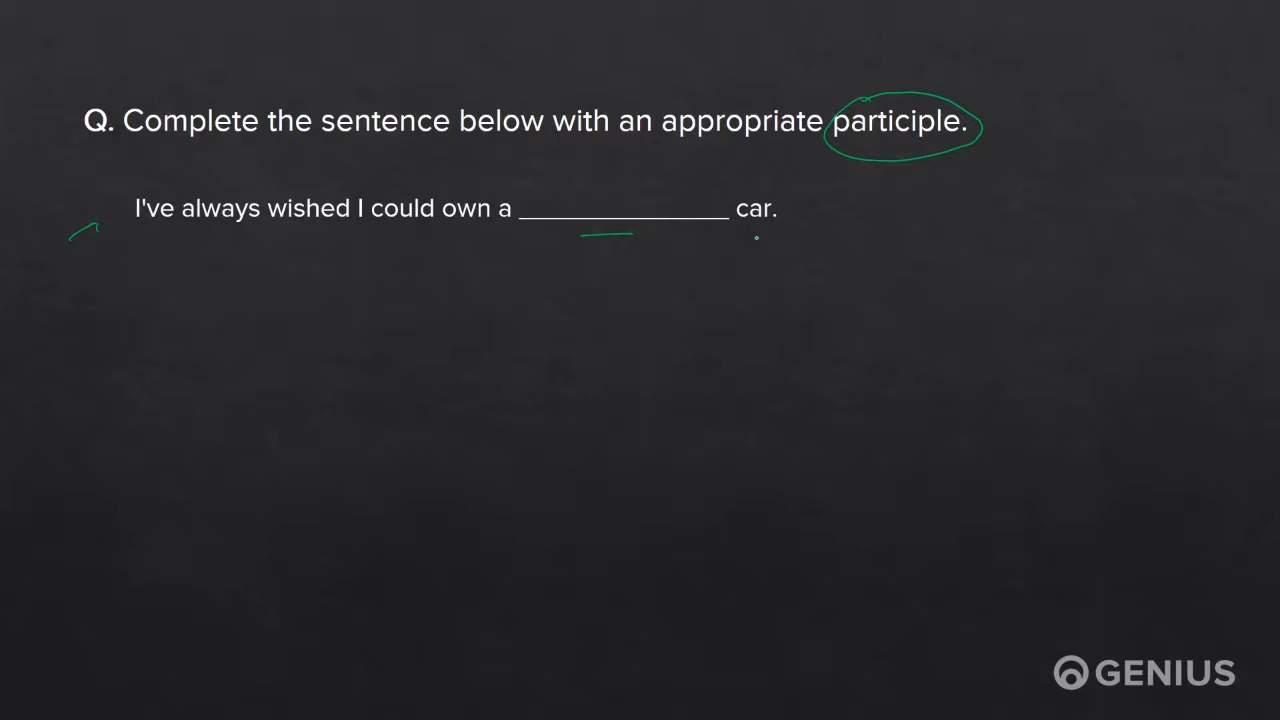 Q. Complete the sentence below with an appropriate participle.
I've always wished I could own a _______________ car.
GENIUS